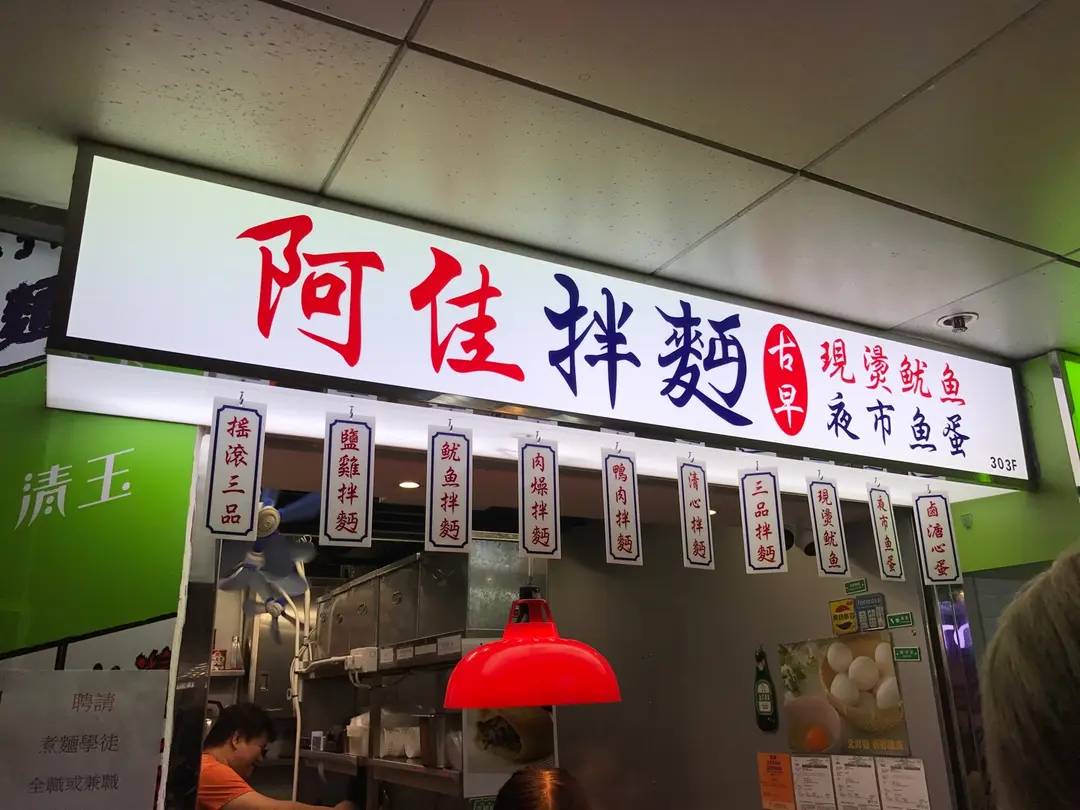 阿佳拌麵
古早
現燙魷魚
夜市魚蛋
303F
搖滾三品
鹽雞拌麵
魷魚拌麵
肉燥拌麵
鴨肉拌麵
清心拌麵
三品拌麵
現燙魷魚
夜市魚蛋
鹵溏心蛋
清玉
聘請
煮麵學徒
全職或兼職